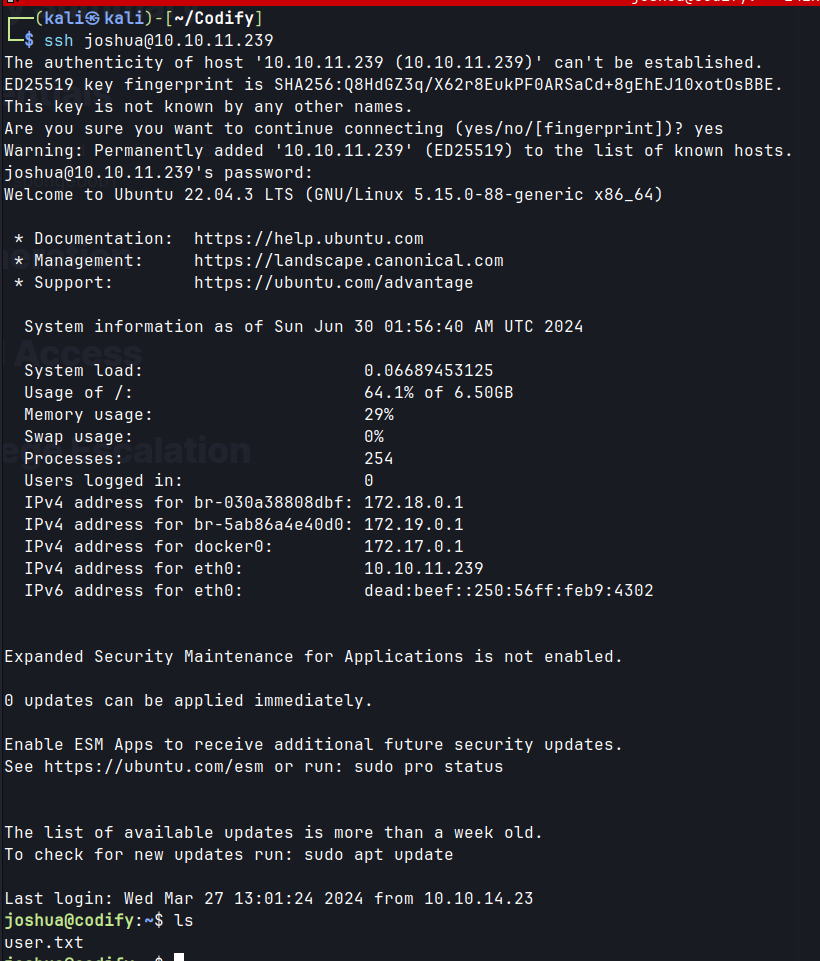 ┌──(kali㉿kali)-[~/Codify]
└─$ ssh joshua@10.10.11.239
The authenticity of host '10.10.11.239 (10.10.11.239)' can't be established.
ED25519 key fingerprint is SHA256:Q8HdGZ3q/X62r8EukPF0ARSaCd+8gEhEJ10xotOsBBE.
This key is not known by any other names.
Are you sure you want to continue connecting (yes/no/[fingerprint])? yes
Warning: Permanently added '10.10.11.239' (ED25519) to the list of known hosts.
joshua@10.10.11.239's password:
Welcome to Ubuntu 22.04.3 LTS (GNU/Linux 5.15.0-88-generic x86_64)
* Documentation:  https://help.ubuntu.com
* Management:     https://landscape.canonical.com
* Support:        https://ubuntu.com/advantage
System information as of Sun Jun 30 01:56:40 AM UTC 2024
System load:                      0.06689453125
Usage of /:                       64.1% of 6.50GB
Memory usage:                     29%
Swap usage:                       0%
Processes:                        254
Users logged in:                  0
IPv4 address for br-030a38808dbf: 172.18.0.1
IPv4 address for br-5ab86a4e40d0: 172.19.0.1
IPv4 address for docker0:         172.17.0.1
IPv4 address for eth0:            10.10.11.239
IPv6 address for eth0:            dead:beef::250:56ff:feb9:4302
Expanded Security Maintenance for Applications is not enabled.
0 updates can be applied immediately.
Enable ESM Apps to receive additional future security updates.
See https://ubuntu.com/esm or run: sudo pro status
The list of available updates is more than a week old.
To check for new updates run: sudo apt update
Last login: Wed Mar 27 13:01:24 2024 from 10.10.14.23
joshua@codify:~$ ls
user.txt
joshua@codify:~$